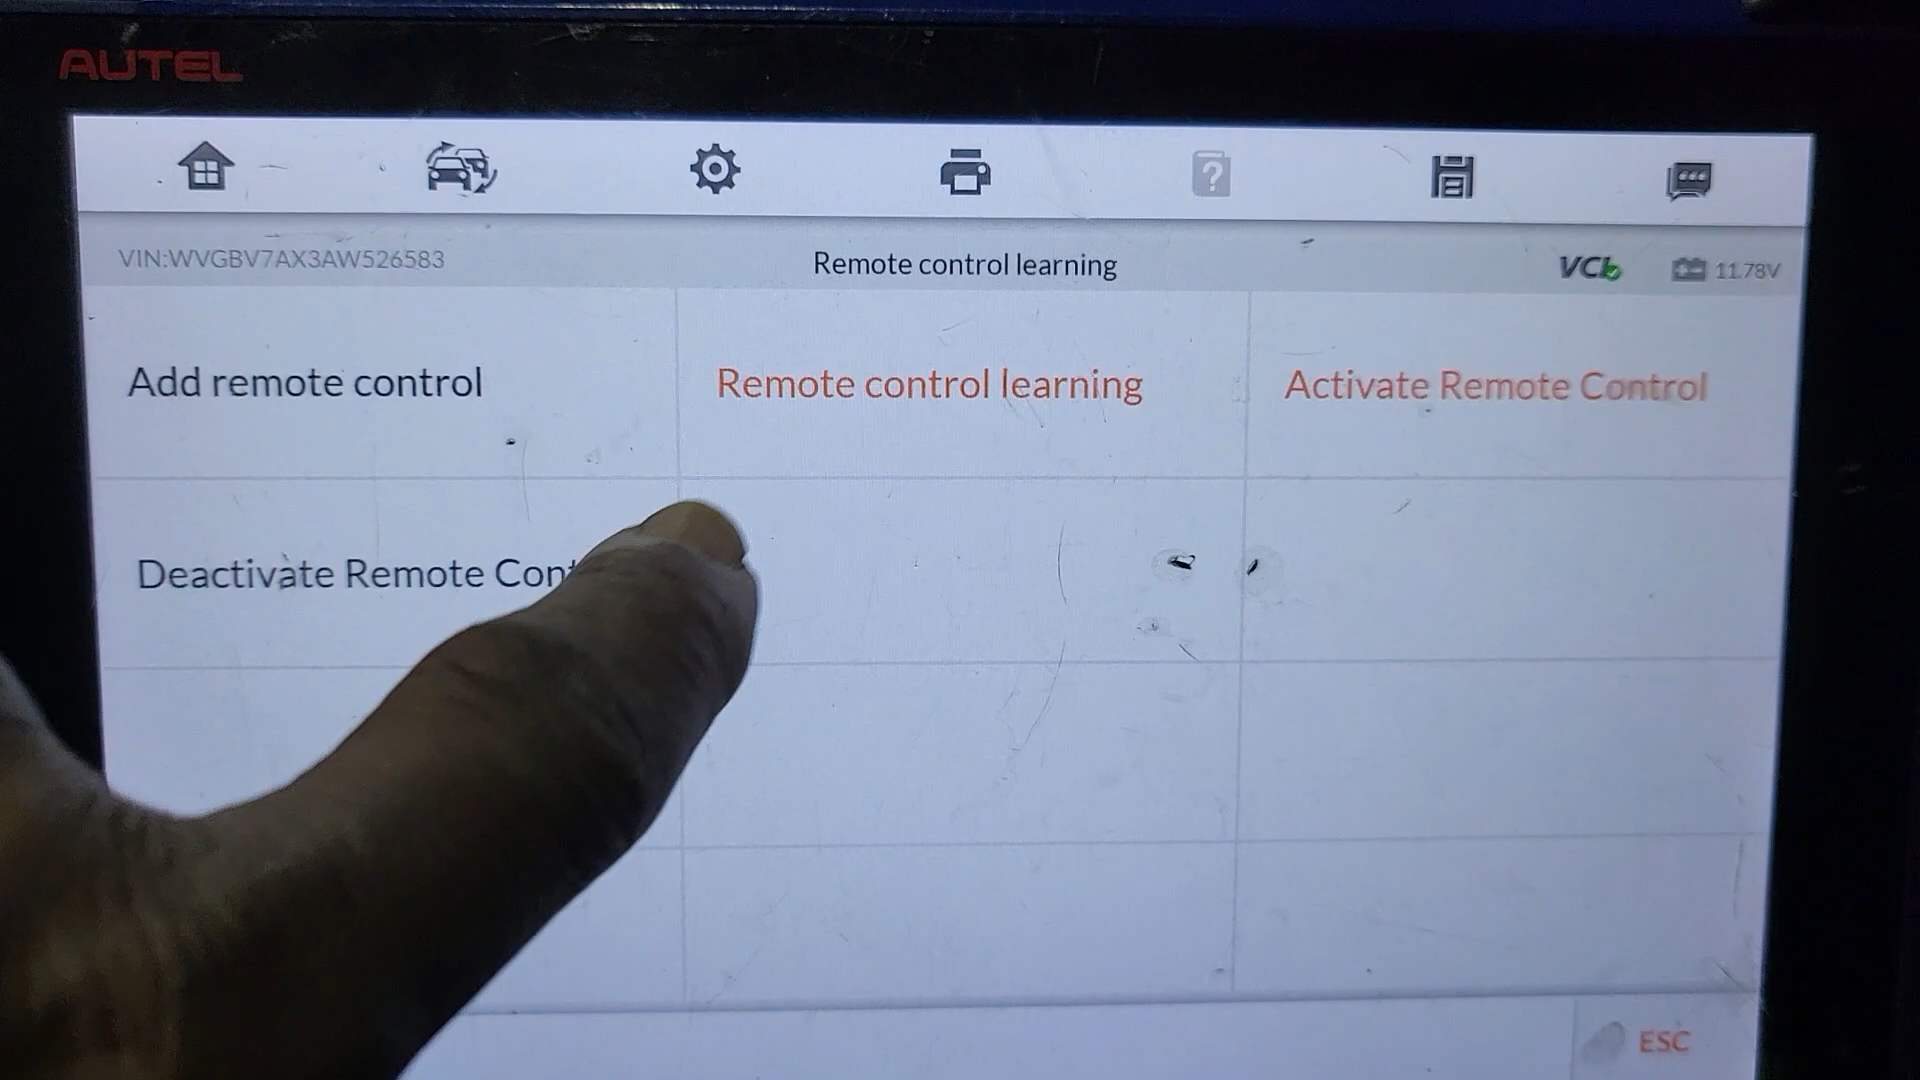 AUTEL
VIN:WVGBV7AX3AW526583
Remote control learning
VCI
11.78V
Add remote control
Remote control learning
Activate Remote Control
Deactivate Remote Cont
ESC